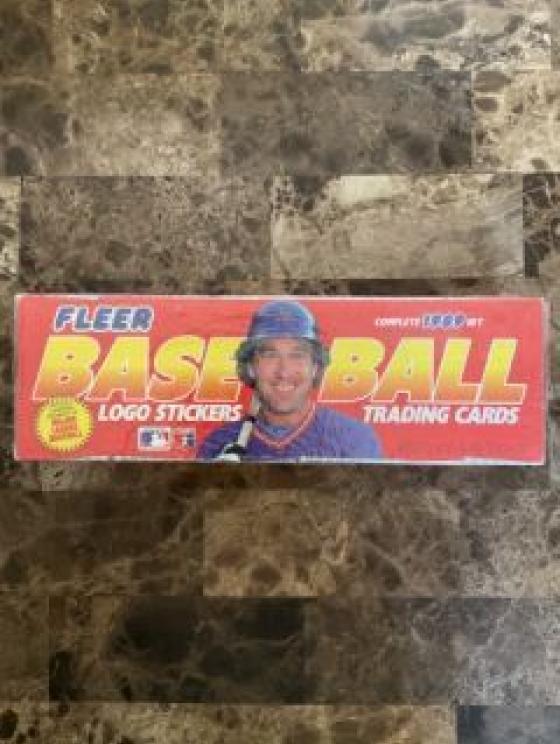 FLEER
COMPLETE 1989 SET
BASEBALL
LOGO STICKERS
TRADING CARDS